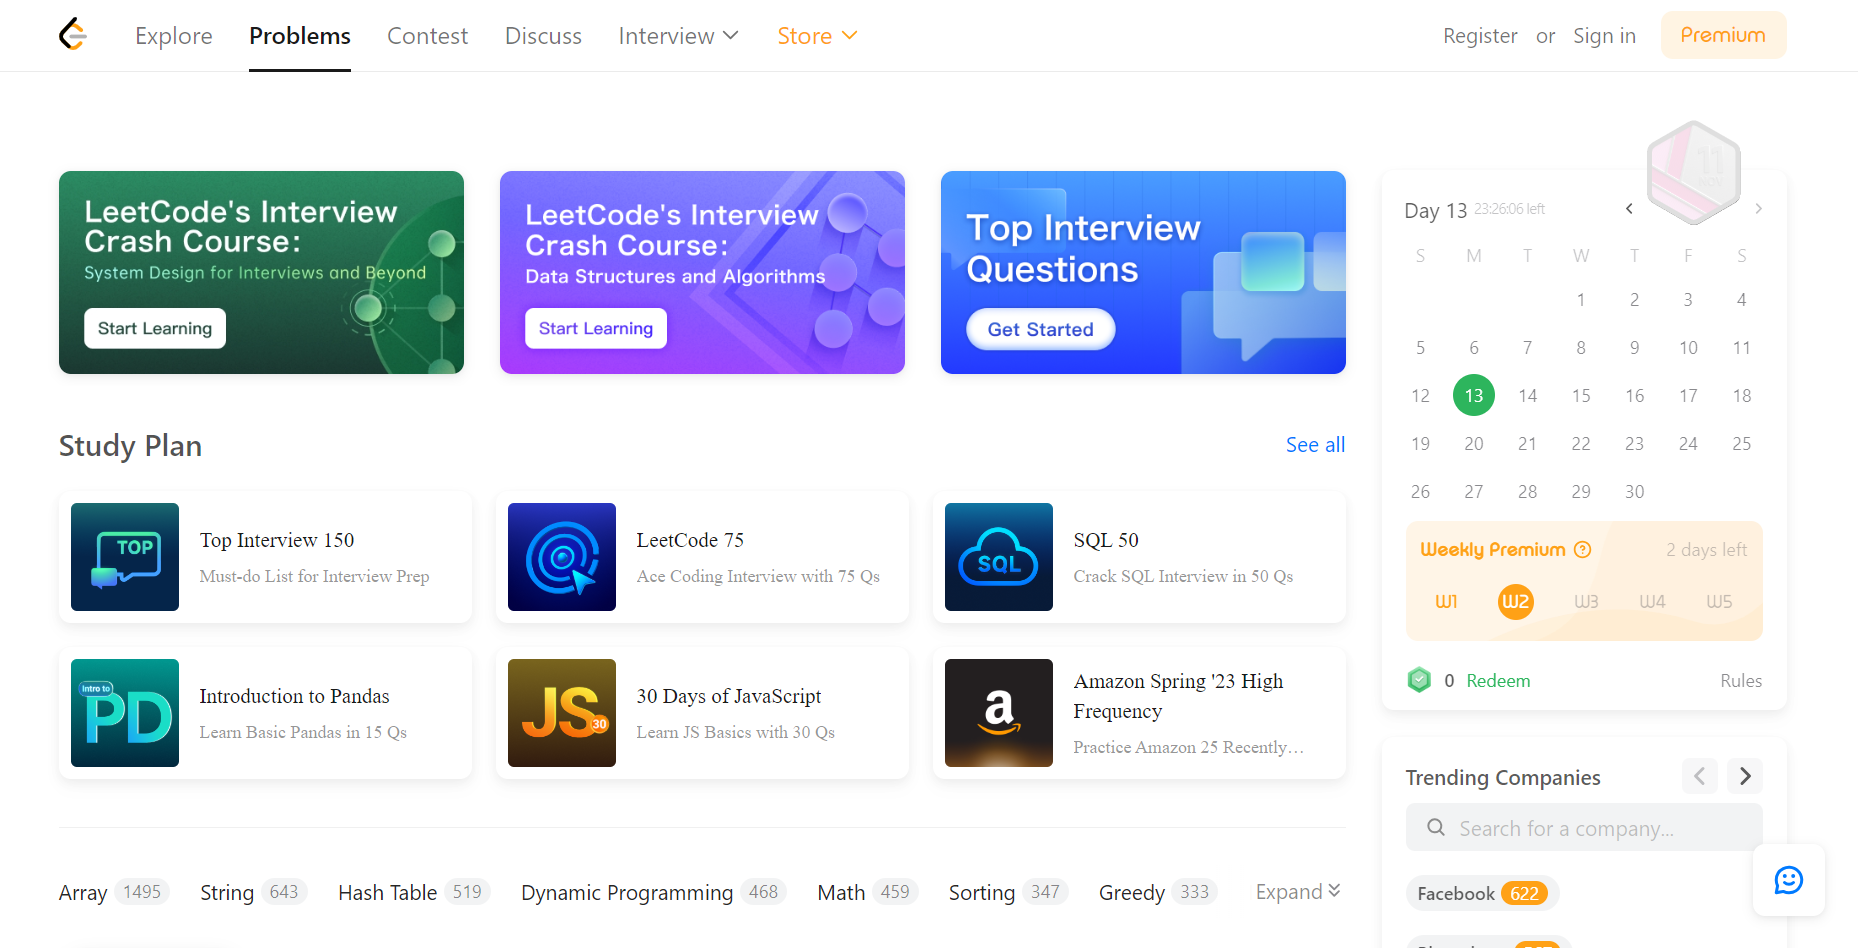 Explore
Problems
Contest
Discuss
Interview
Store
Register or Sign in
Premium
LeetCode's Interview
Crash Course:
System Design for Interviews and Beyond
Start Learning
LeetCode's Interview
Crash Course:
Data Structures and Algorithms
Start Learning
Top Interview
Questions
Get Started
Study Plan
See all
TOP
Top Interview 150
Must-do List for Interview Prep
LeetCode 75
Ace Coding Interview with 75 Qs
SQL
SQL 50
Crack SQL Interview in 50 Qs
Intro to
PD
Introduction to Pandas
Learn Basic Pandas in 15 Qs
JS 30
30 Days of JavaScript
Learn JS Basics with 30 Qs
a
Amazon Spring '23 High
Frequency
Practice Amazon 25 Recently…
Array 1495
String 643
Hash Table 519
Dynamic Programming 468
Math 459
Sorting 347
Greedy 333
Expand
11
NOV
Day 13 23:26:06 left
S M T W T F S
1 2 3 4
5 6 7 8 9 10 11
12 13 14 15 16 17 18
19 20 21 22 23 24 25
26 27 28 29 30
Weekly Premium ? 2 days left
W1 W2 W3 W4 W5
0 Redeem Rules
Trending Companies
Search for a company...
Facebook 622